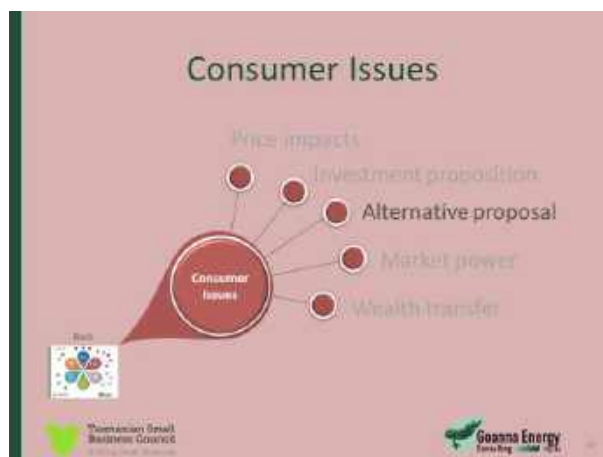 Consumer Issues
Price impacts
Investment proposition
Alternative proposal
Market power
Wealth transfer
Consumer
Issues
Back
Tasmanian Small
Business Council
Goanna Energy
Consulting